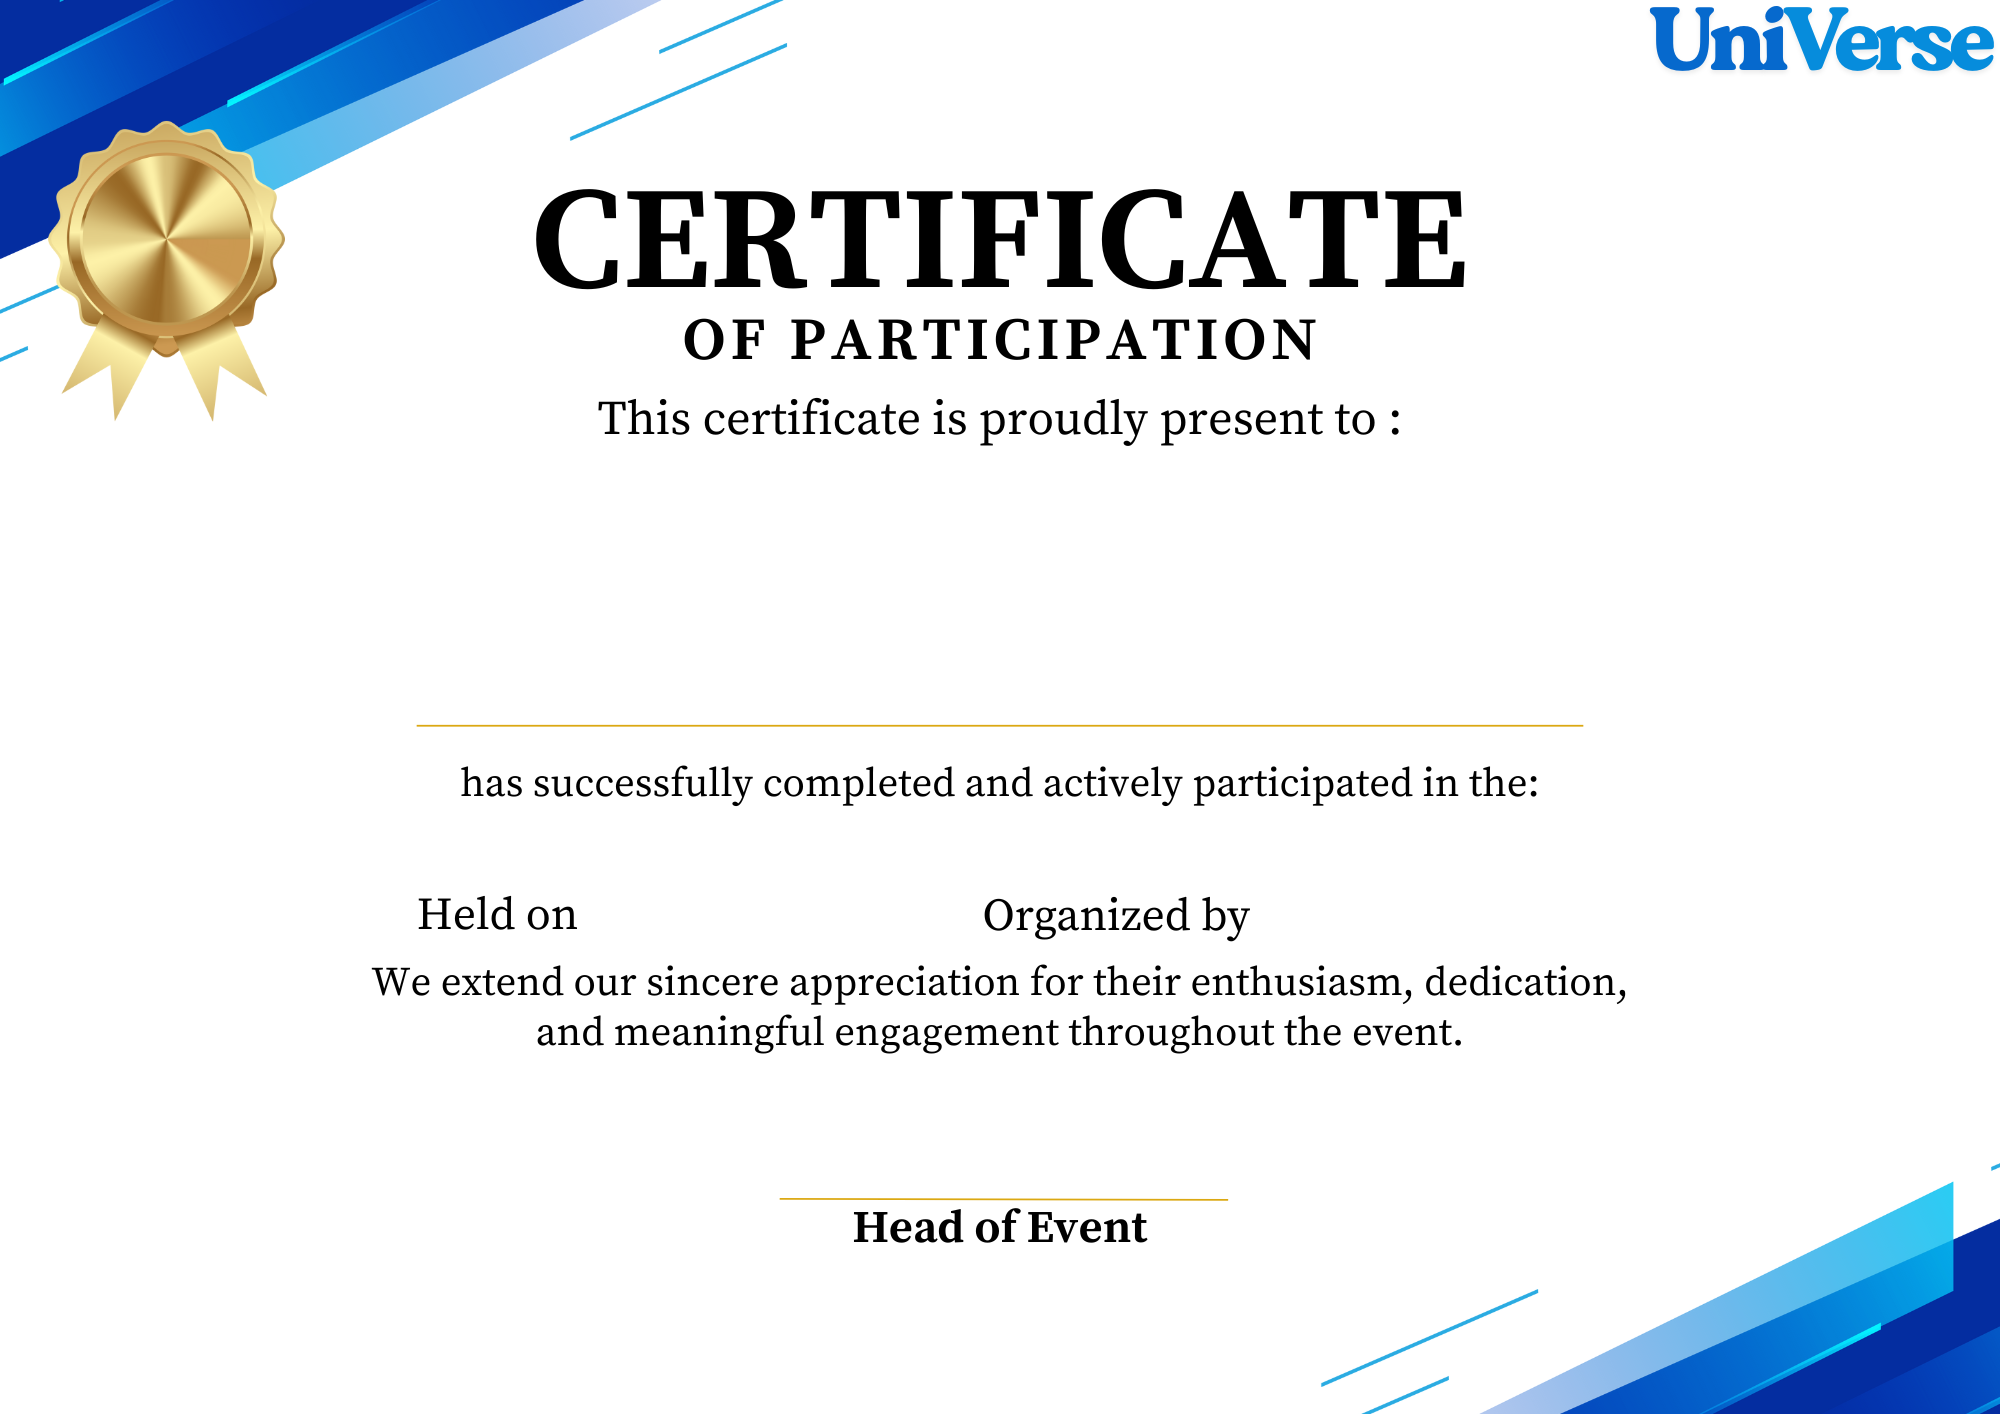 UniVerse
CERTIFICATE
OF PARTICIPATION
This certificate is proudly present to :
has successfully completed and actively participated in the:
Held on
Organized by
We extend our sincere appreciation for their enthusiasm, dedication,
and meaningful engagement throughout the event.
Head of Event